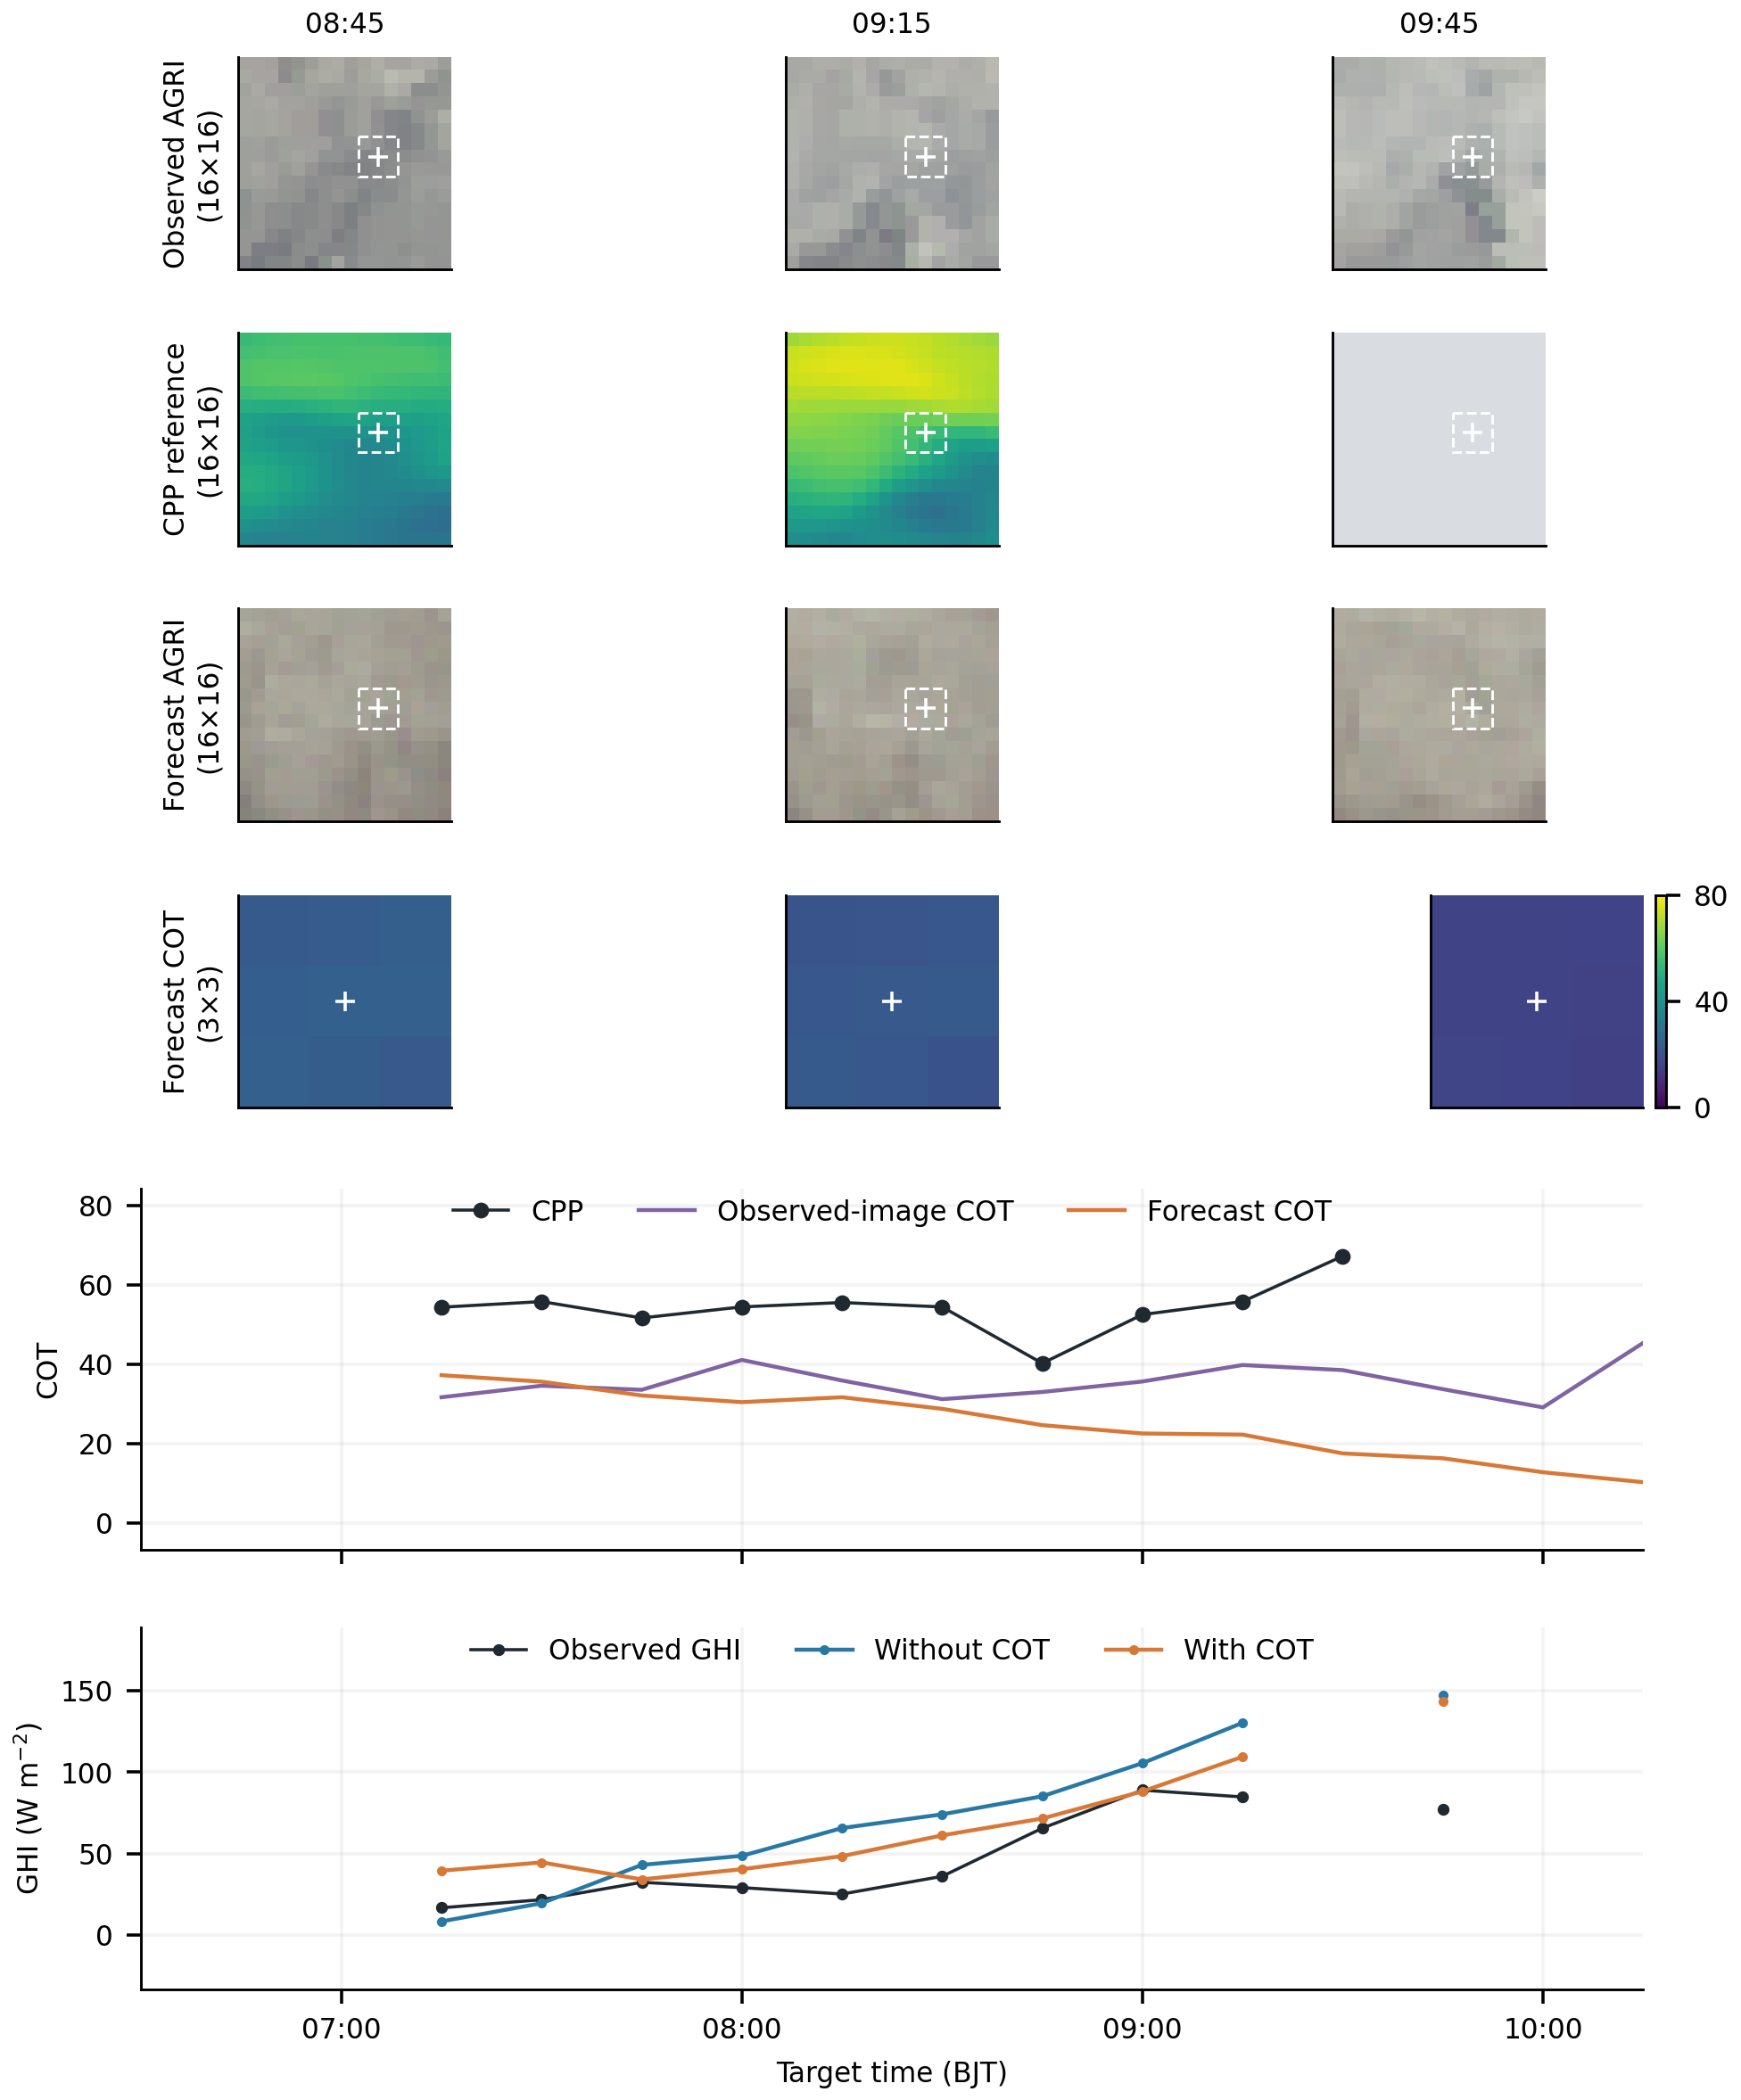 08:45 09:15 09:45
Observed AGRI
(16×16)
CPP reference
(16×16)
Forecast AGRI
(16×16)
Forecast COT
(3×3)
80
40
0
CPP Observed-image COT Forecast COT
COT
80
60
40
20
0
Observed GHI Without COT With COT
GHI (W m⁻²)
150
100
50
0
07:00 08:00 09:00 10:00
Target time (BJT)